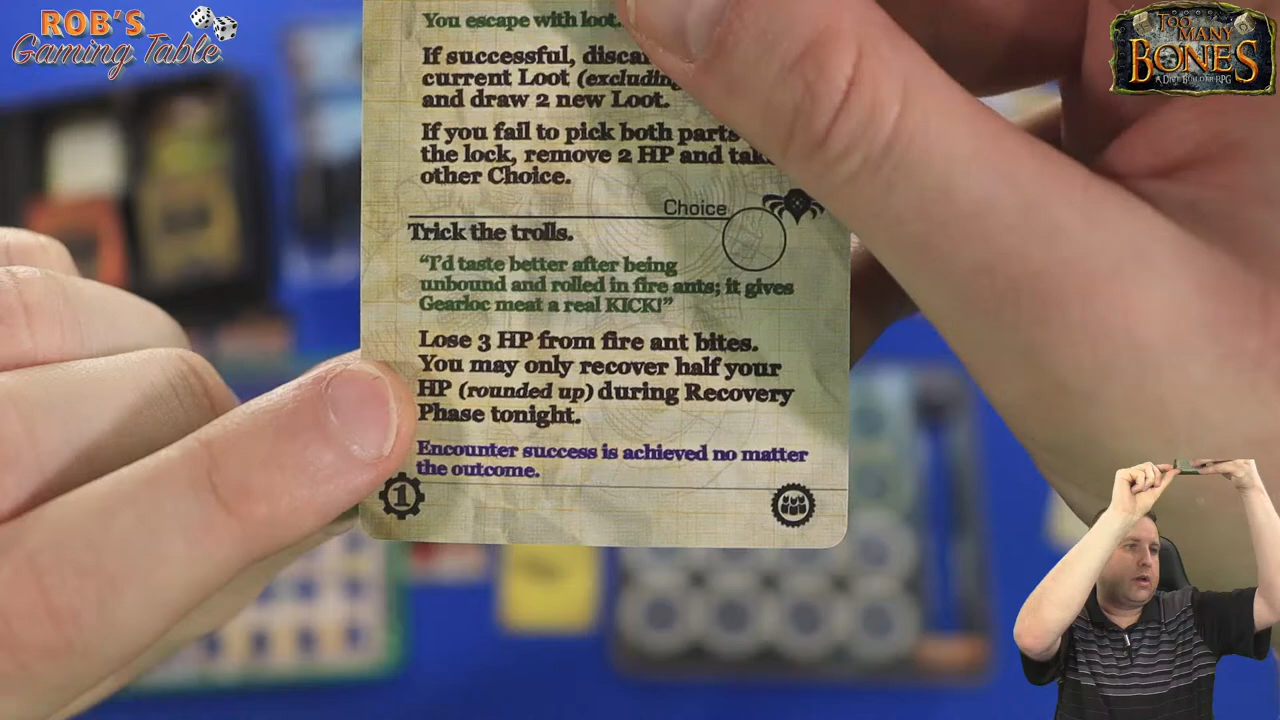 ROB'S
Gaming Table
TOO
MANY
BONES
A DICE BUILDER RPG
You escape with loot.
If successful,
current Loot
and draw 2 new Loot.
If you fail to pick both parts
the lock, remove 2 HP and
other Choice.
Choice
Trick the trolls.
“I'd taste better after being
unbound and rolled in fire ants; it gives
Gearloc meat a real KICK!”
Lose 3 HP from fire ant bites.
You may only recover half your
HP (rounded up) during Recovery
Phase tonight.
Encounter success is achieved no matter
the outcome.
1